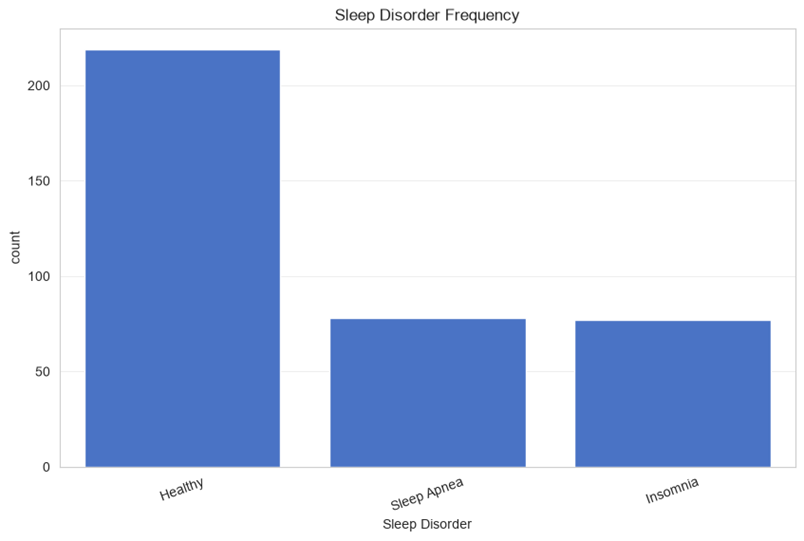 Sleep Disorder Frequency
200
150
100
50
0
count
Healthy
Sleep Apnea
Insomnia
Sleep Disorder